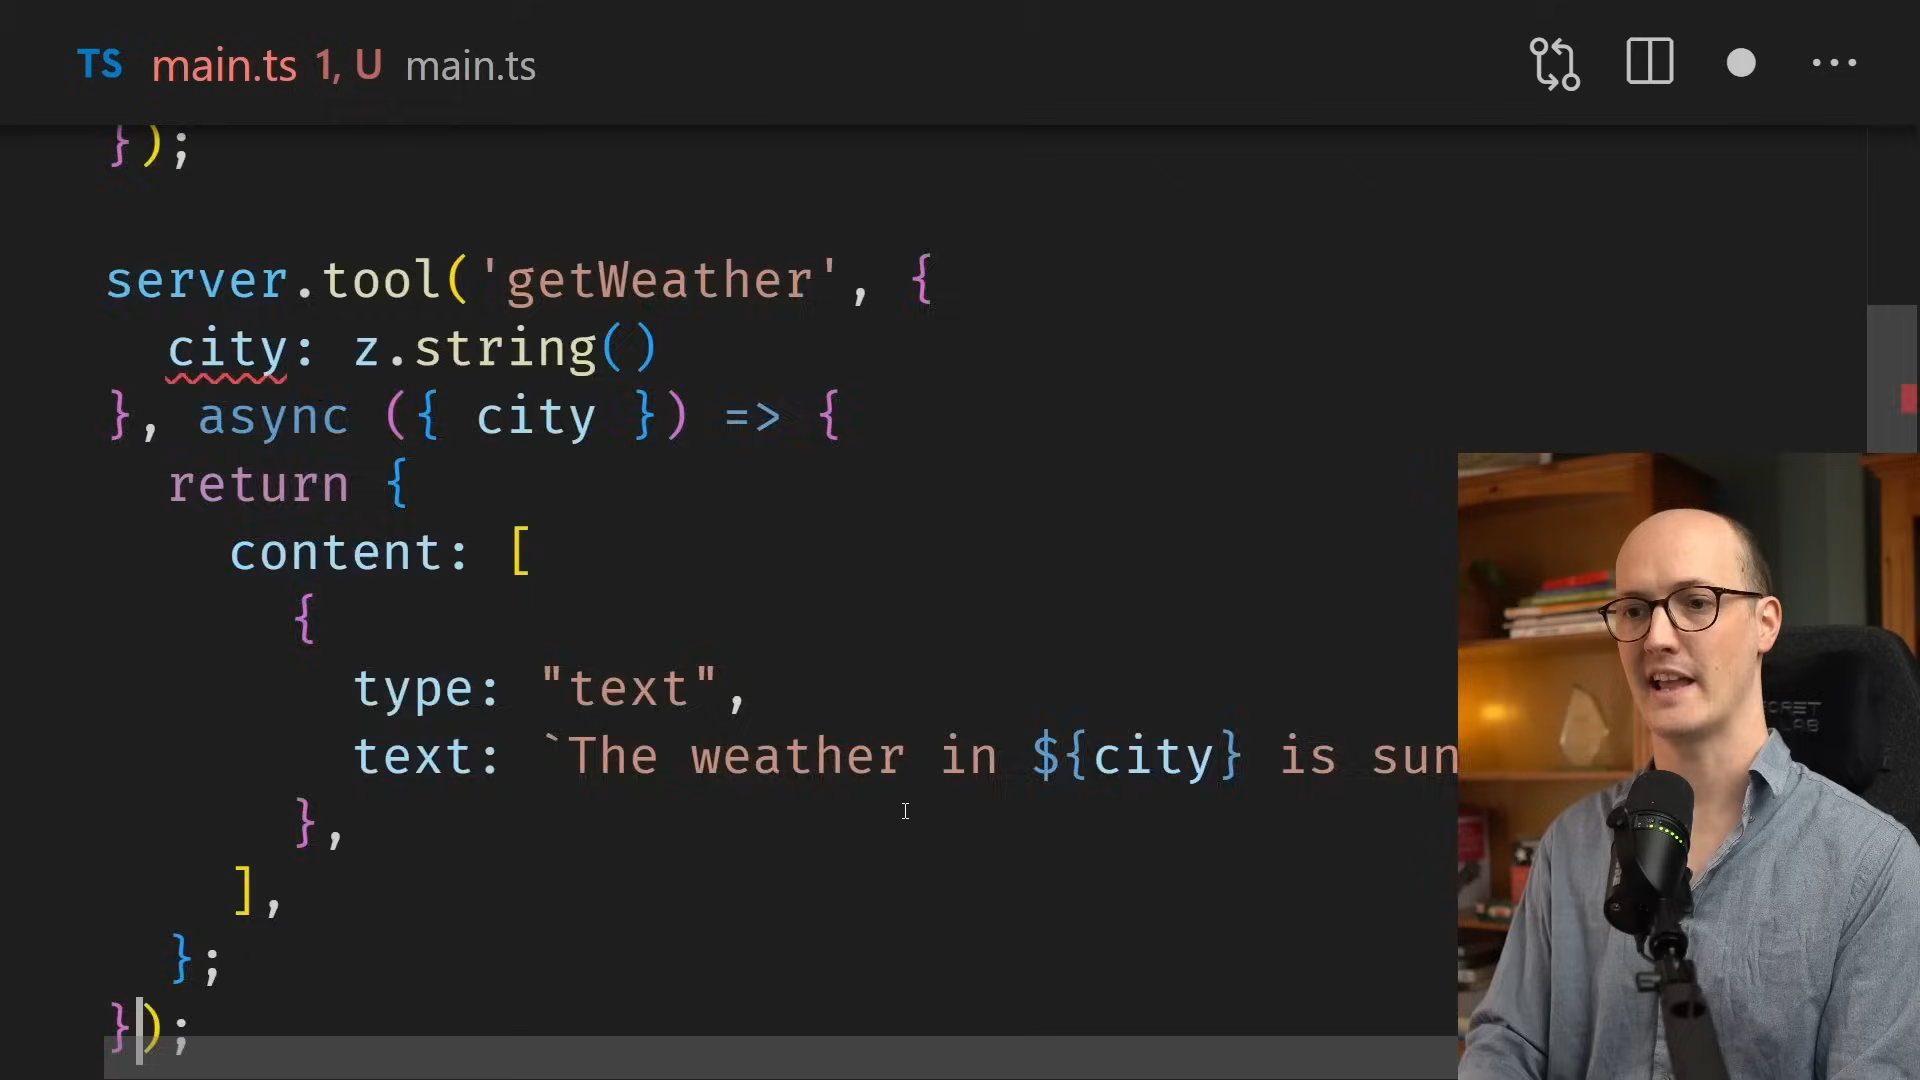 TS main.ts 1, U main.ts
});
server.tool('getWeather', {
city: z.string()
}, async ({ city }) => {
return {
content: [
{
type: "text",
text: `The weather in ${city} is sun
},
],
};
});